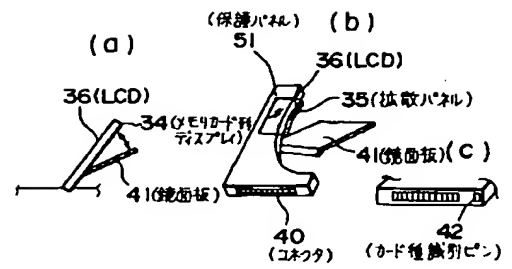 (a)
36(LCD)
34(メモリカード型
ディスプレイ)
41(鏡面板)
(保護パネル)
51
(b)
36(LCD)
35(拡散パネル)
41(鏡面板)
40
(コネクタ)
(c)
42
(カード種識別ピン)